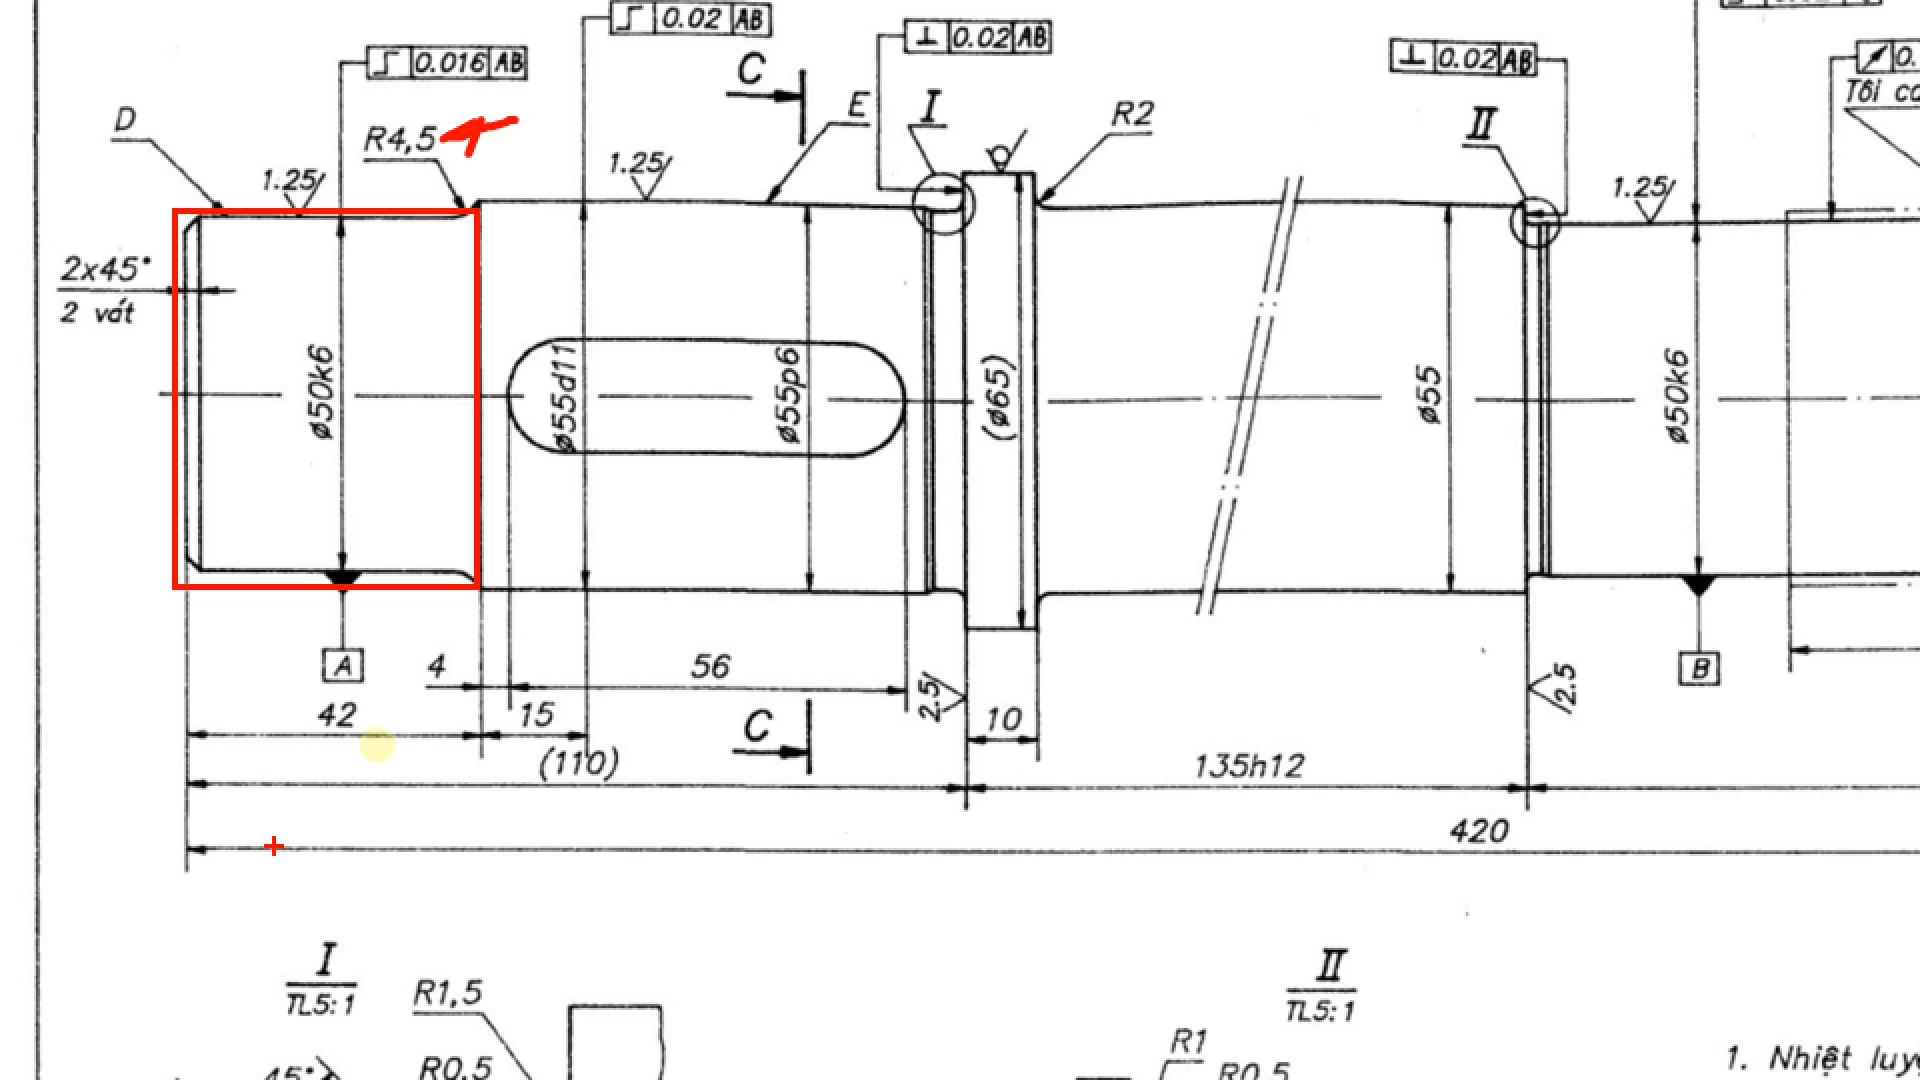 0.02 AB
0.02 AB
0.016 AB
0.02 AB
0.
C
D
E
I
R2
II
Tôi
R4,5
1.25
1.25
1.25
2x45°
2 vát
ø50k6
ø55d11
ø55p6
(ø65)
ø55
ø50k6
A
B
4
56
2.5
2.5
42
15
C
10
(110)
135h12
420
I
TL5:1
R1,5
R0,5
45°
II
TL5:1
R1
R0,5
1. Nhiệt